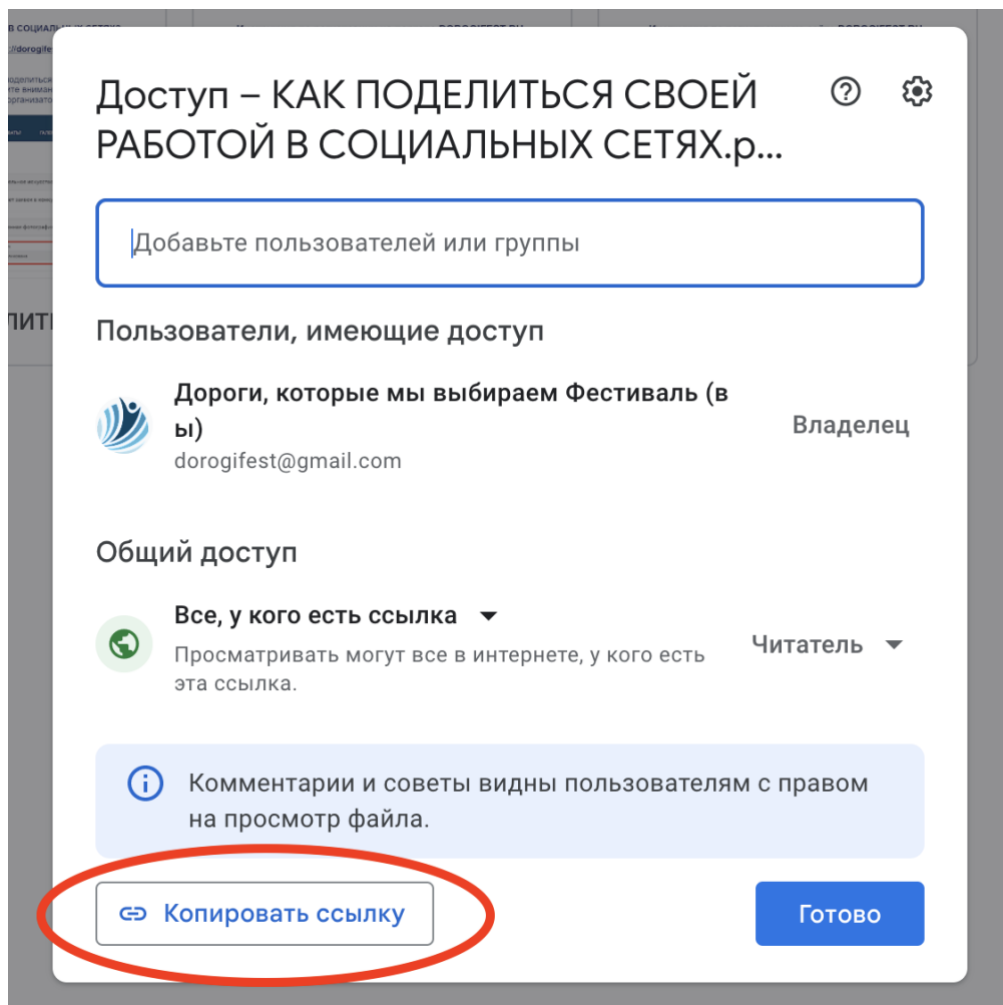 Доступ – КАК ПОДЕЛИТЬСЯ СВОЕЙ
РАБОТОЙ В СОЦИАЛЬНЫХ СЕТЯХ.p...
Добавьте пользователей или группы
Пользователи, имеющие доступ
Дороги, которые мы выбираем Фестиваль (в
ы)
Владелец
dorogifest@gmail.com
Общий доступ
Все, у кого есть ссылка
Читатель
Просматривать могут все в интернете, у кого есть
эта ссылка.
Комментарии и советы видны пользователям с правом
на просмотр файла.
Копировать ссылку
Готово